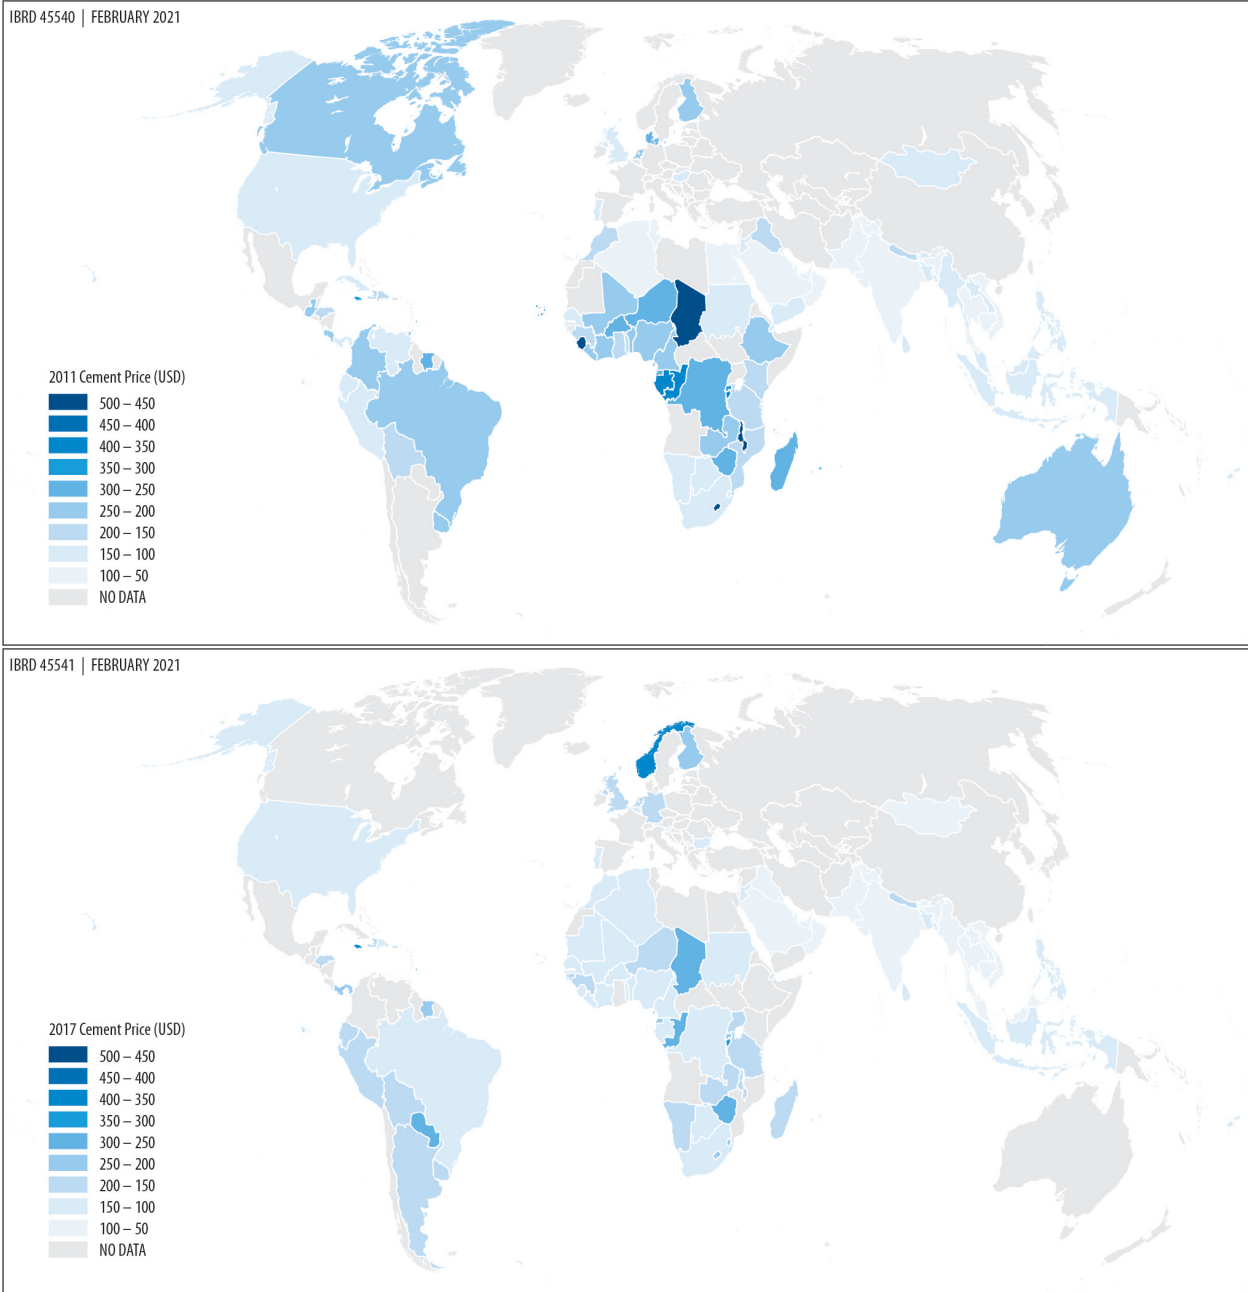 IBRD 45540 | FEBRUARY 2021
2011 Cement Price (USD)
500 – 450
450 – 400
400 – 350
350 – 300
300 – 250
250 – 200
200 – 150
150 – 100
100 – 50
NO DATA
IBRD 45541 | FEBRUARY 2021
2017 Cement Price (USD)
500 – 450
450 – 400
400 – 350
350 – 300
300 – 250
250 – 200
200 – 150
150 – 100
100 – 50
NO DATA